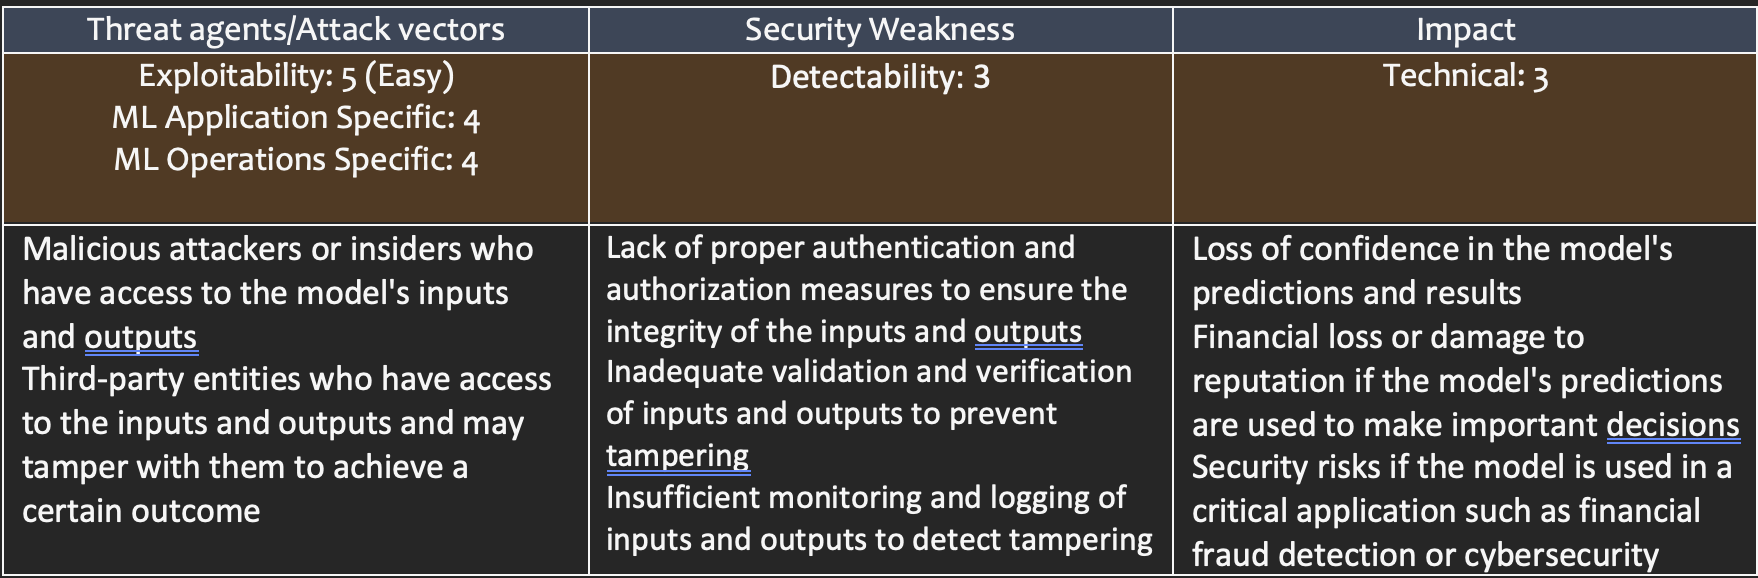 Threat agents/Attack vectors
Security Weakness
Impact
Exploitability: 5 (Easy)
ML Application Specific: 4
ML Operations Specific: 4
Detectability: 3
Technical: 3
Malicious attackers or insiders who
have access to the model's inputs
and outputs
Third-party entities who have access
to the inputs and outputs and may
tamper with them to achieve a
certain outcome
Lack of proper authentication and
authorization measures to ensure the
integrity of the inputs and outputs
Inadequate validation and verification
of inputs and outputs to prevent
tampering
Insufficient monitoring and logging of
inputs and outputs to detect tampering
Loss of confidence in the model's
predictions and results
Financial loss or damage to
reputation if the model's predictions
are used to make important decisions
Security risks if the model is used in a
critical application such as financial
fraud detection or cybersecurity